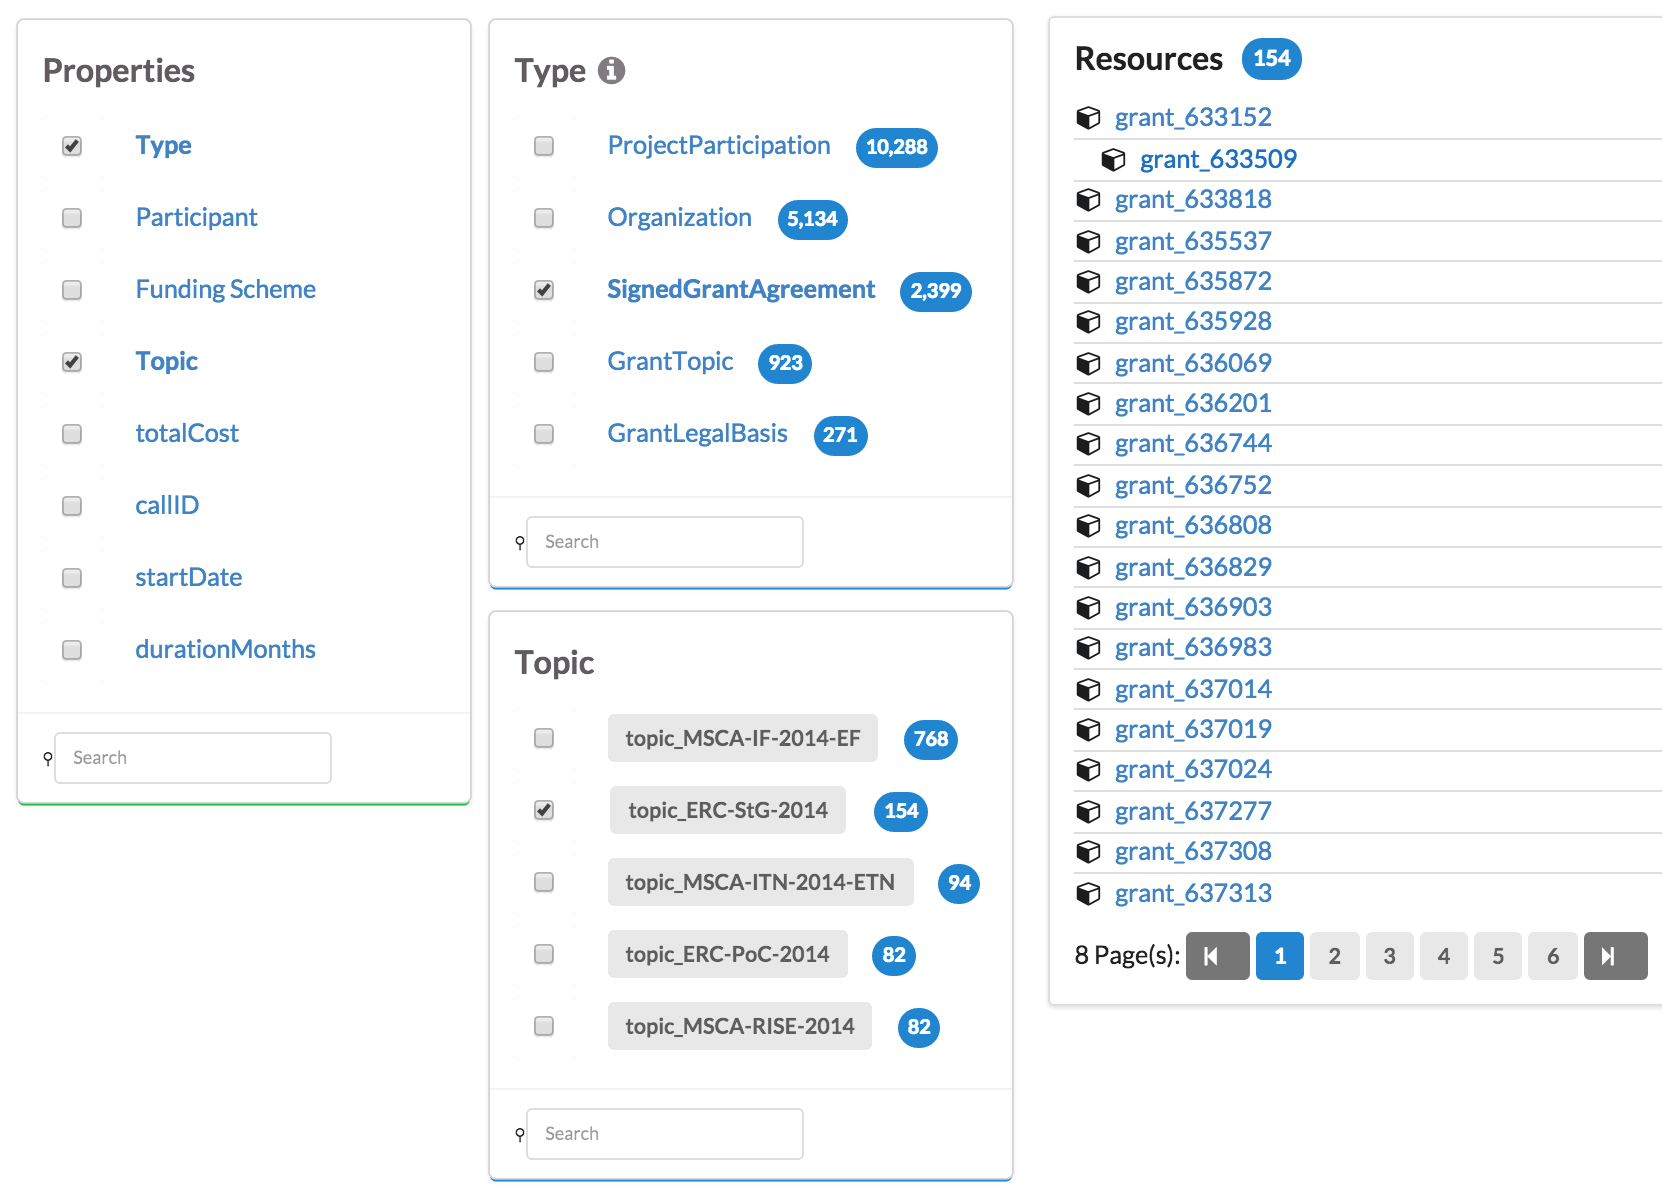 Properties
Type
Participant
Funding Scheme
Topic
totalCost
callID
startDate
durationMonths
Search
Type
ProjectParticipation 10,288
Organization 5,134
SignedGrantAgreement 2,399
GrantTopic 923
GrantLegalBasis 271
Search
Topic
topic_MSCA-IF-2014-EF 768
topic_ERC-StG-2014 154
topic_MSCA-ITN-2014-ETN 94
topic_ERC-PoC-2014 82
topic_MSCA-RISE-2014 82
Search
Resources 154
grant_633152
grant_633509
grant_633818
grant_635537
grant_635872
grant_635928
grant_636069
grant_636201
grant_636744
grant_636752
grant_636808
grant_636829
grant_636903
grant_636983
grant_637014
grant_637019
grant_637024
grant_637277
grant_637308
grant_637313
8 Page(s): 1 2 3 4 5 6